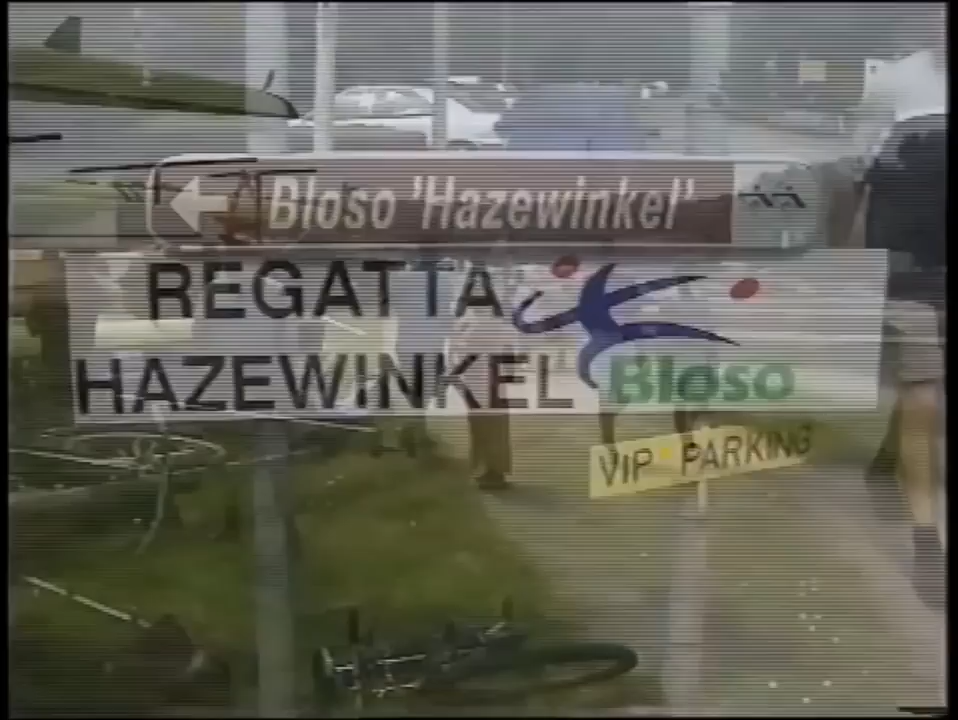 Bloso 'Hazewinkel'
REGATTA
HAZEWINKEL Bloso
VIP PARKING